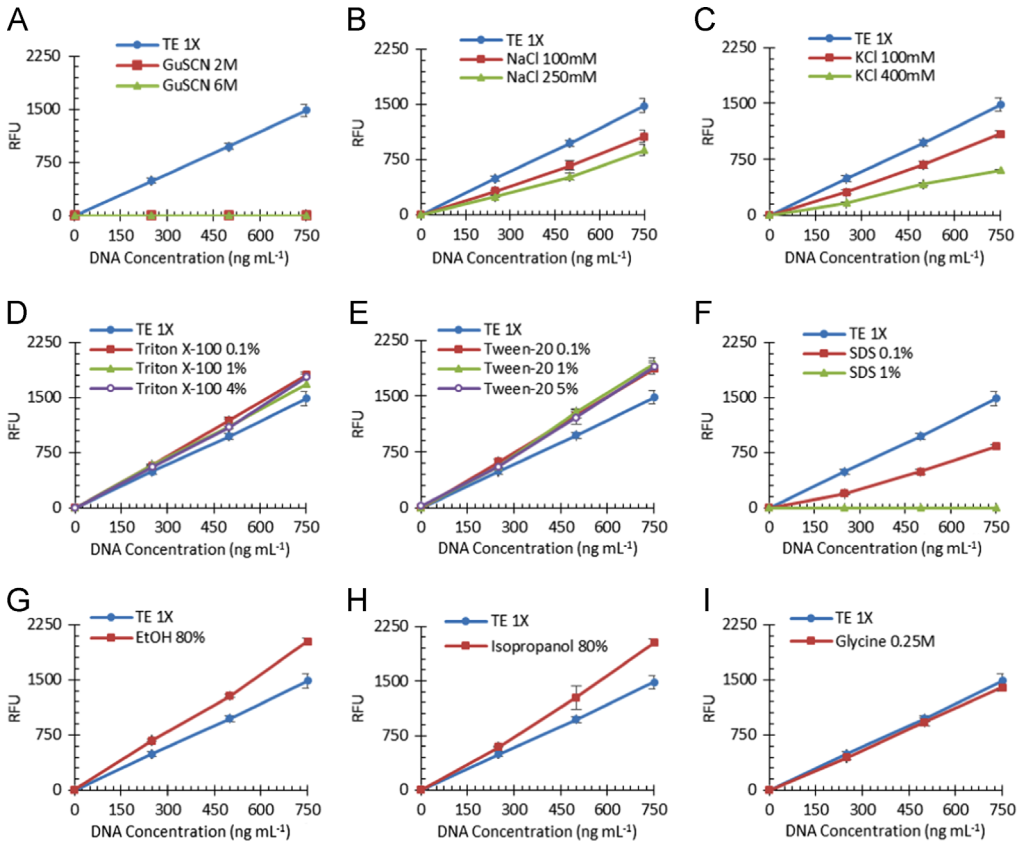 A
TE 1X
GuSCN 2M
GuSCN 6M
2250
1500
750
0
RFU
0 150 300 450 600 750
DNA Concentration (ng mL⁻¹)
B
TE 1X
NaCl 100mM
NaCl 250mM
2250
1500
750
0
RFU
0 150 300 450 600 750
DNA Concentration (ng mL⁻¹)
C
TE 1X
KCl 100mM
KCl 400mM
2250
1500
750
0
RFU
0 150 300 450 600 750
DNA Concentration (ng mL⁻¹)
D
TE 1X
Triton X-100 0.1%
Triton X-100 1%
Triton X-100 4%
2250
1500
750
0
RFU
0 150 300 450 600 750
DNA Concentration (ng mL⁻¹)
E
TE 1X
Tween-20 0.1%
Tween-20 1%
Tween-20 5%
2250
1500
750
0
RFU
0 150 300 450 600 750
DNA Concentration (ng mL⁻¹)
F
TE 1X
SDS 0.1%
SDS 1%
2250
1500
750
0
RFU
0 150 300 450 600 750
DNA Concentration (ng mL⁻¹)
G
TE 1X
EtOH 80%
2250
1500
750
0
RFU
0 150 300 450 600 750
DNA Concentration (ng mL⁻¹)
H
TE 1X
Isopropanol 80%
2250
1500
750
0
RFU
0 150 300 450 600 750
DNA Concentration (ng mL⁻¹)
I
TE 1X
Glycine 0.25M
2250
1500
750
0
RFU
0 150 300 450 600 750
DNA Concentration (ng mL⁻¹)